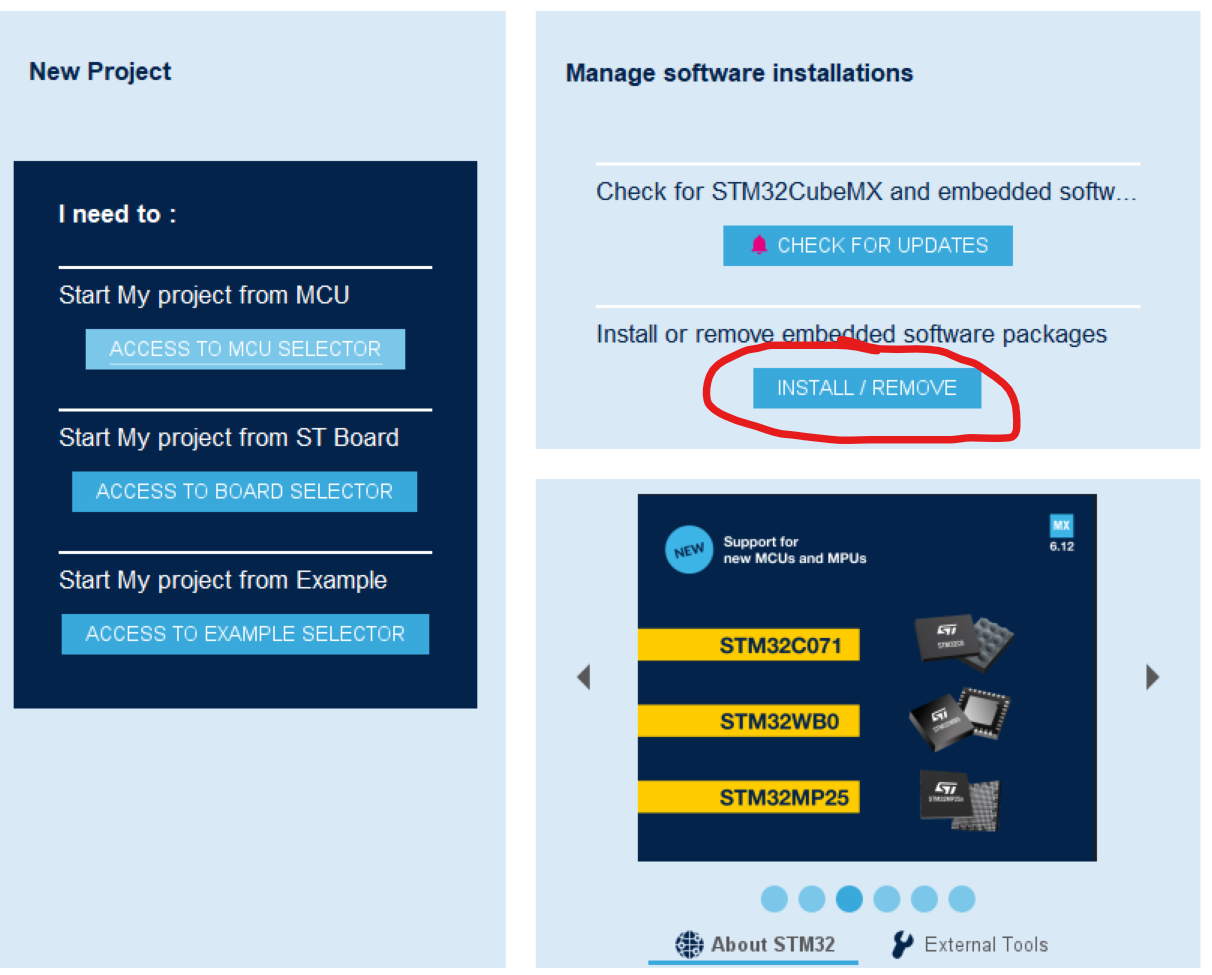 New Project
I need to :
Start My project from MCU
ACCESS TO MCU SELECTOR
Start My project from ST Board
ACCESS TO BOARD SELECTOR
Start My project from Example
ACCESS TO EXAMPLE SELECTOR
Manage software installations
Check for STM32CubeMX and embedded softw...
CHECK FOR UPDATES
Install or remove embedded software packages
INSTALL / REMOVE
NEW
Support for
new MCUs and MPUs
MX
6.12
STM32C071
STM32WB0
STM32MP25
About STM32
External Tools